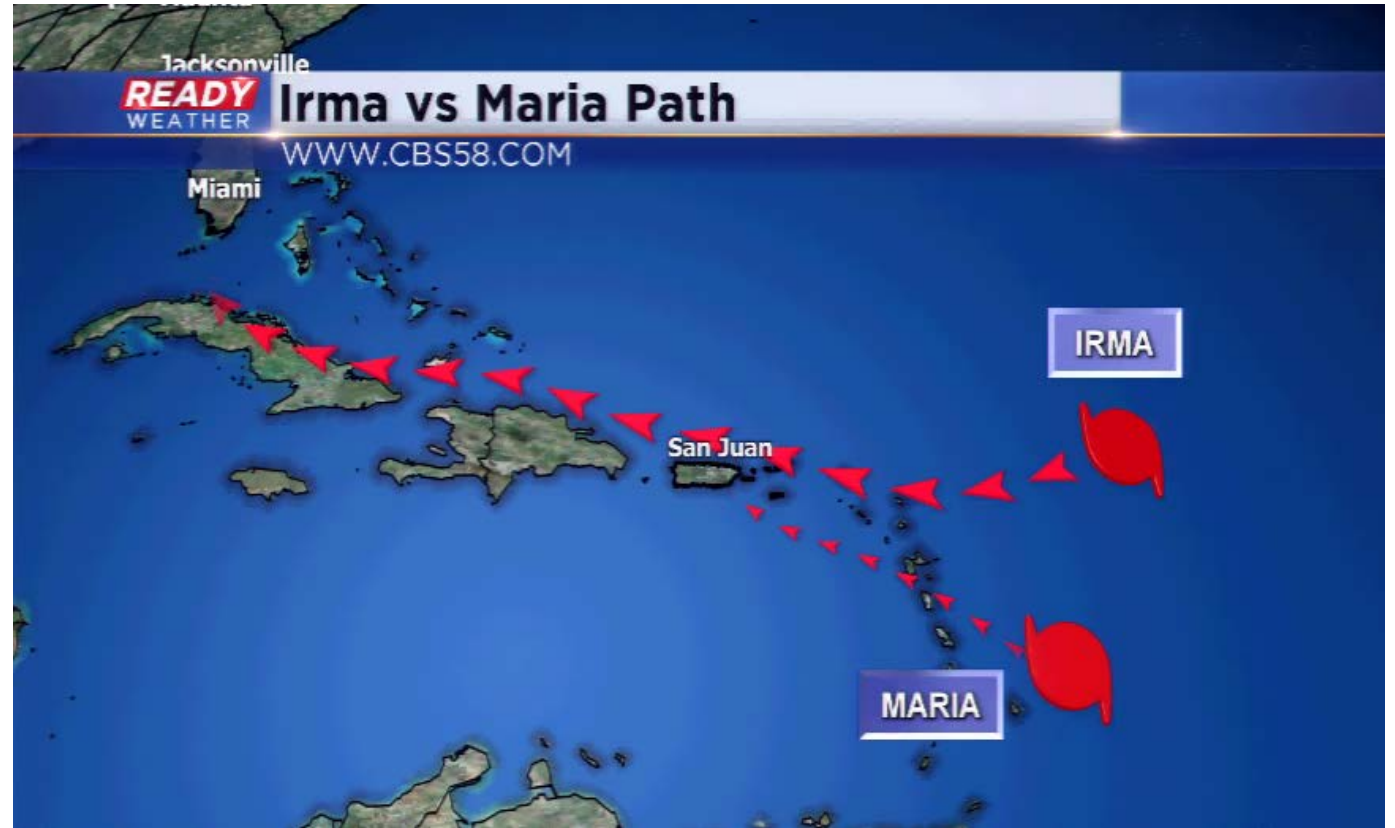 Jacksonville
READY
WEATHER
Irma vs Maria Path
WWW.CBS58.COM
Miami
IRMA
San Juan
MARIA